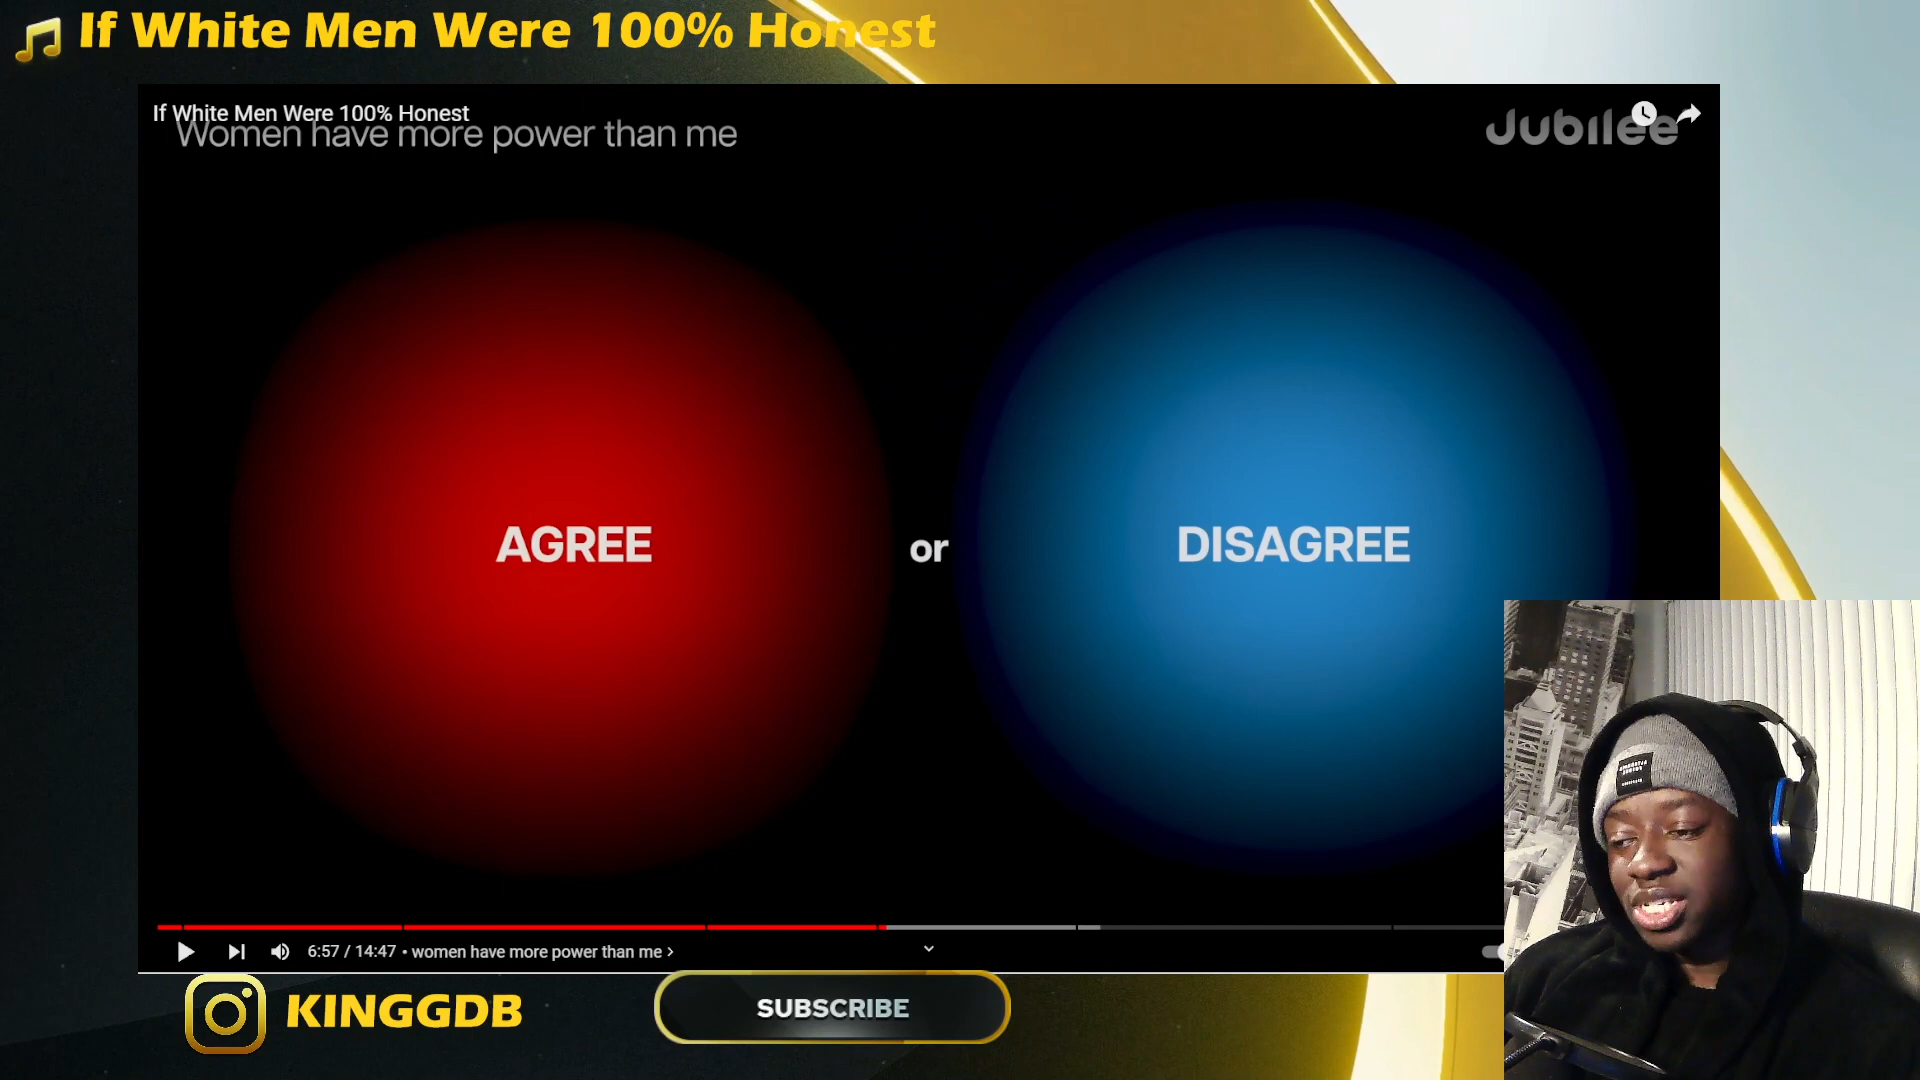 If White Men Were 100% Honest
If White Men Were 100% Honest
Women have more power than me
Jubilee
AGREE
or
DISAGREE
6:57 / 14:47 • women have more power than me ›
KINGGDB
SUBSCRIBE